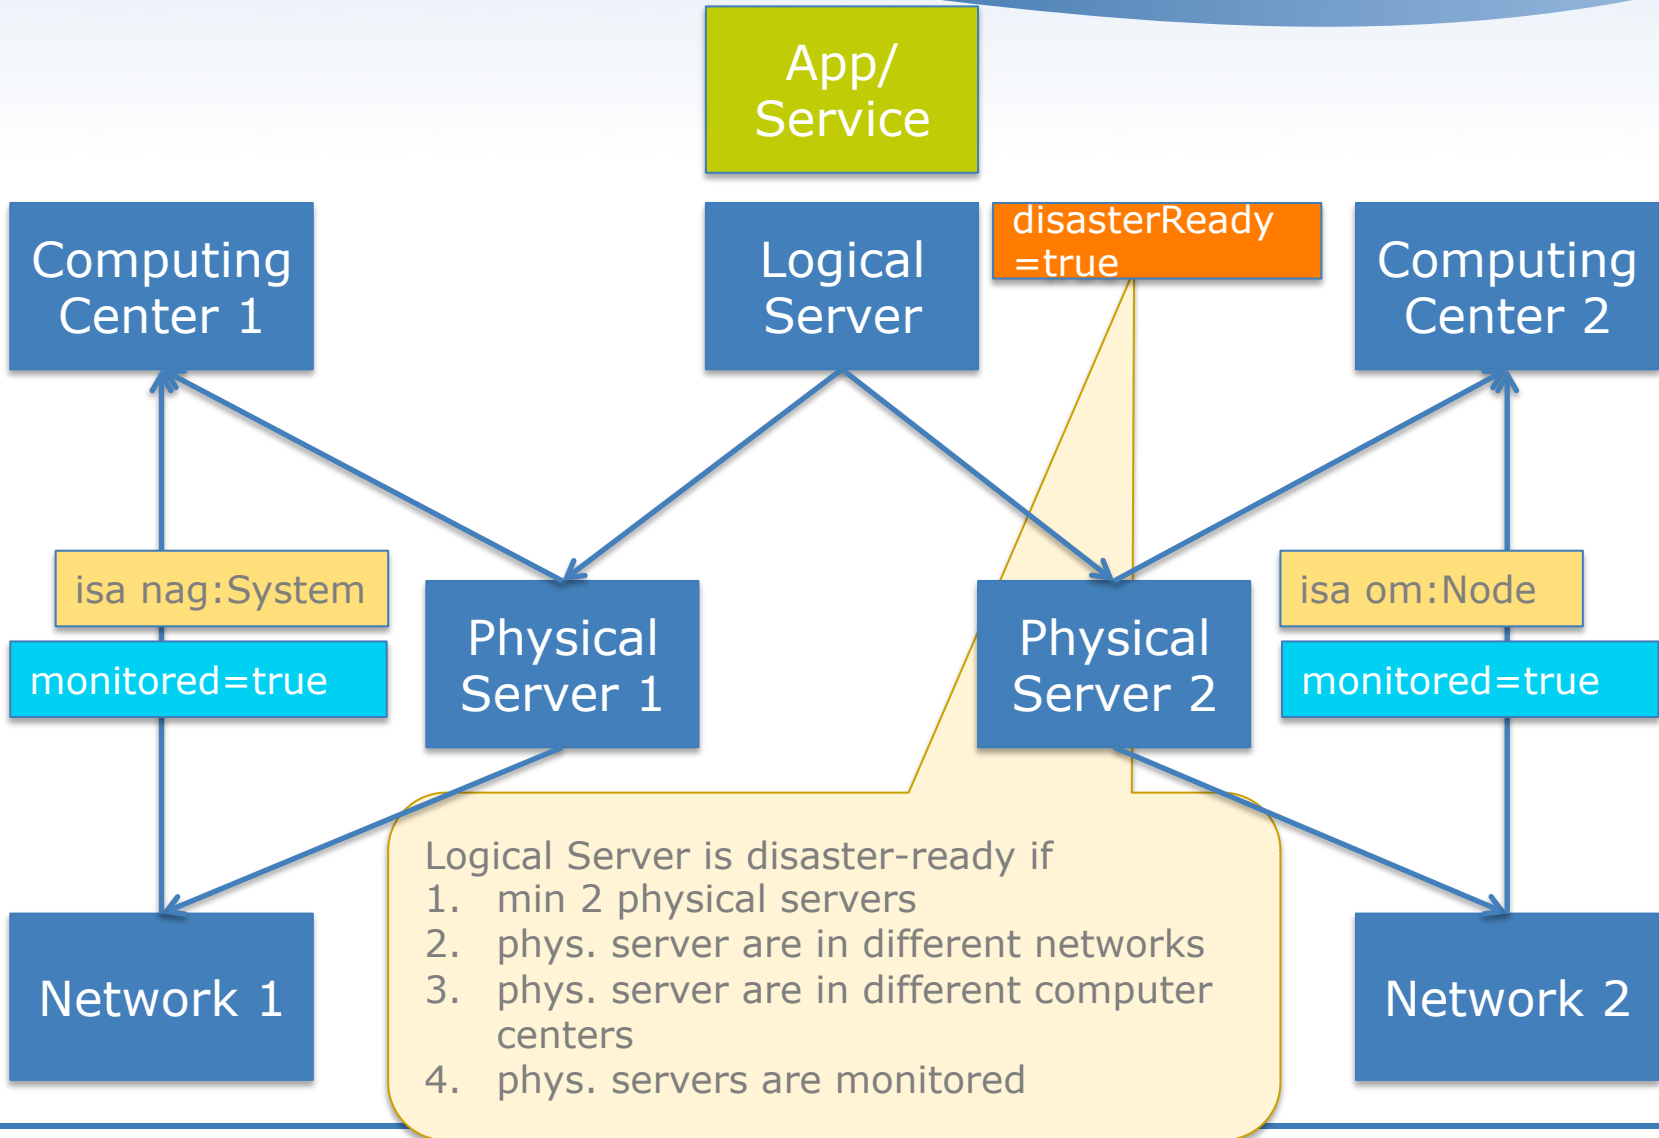 App/
Service
Computing
Center 1
Logical
Server
disasterReady
=true
Computing
Center 2
isa nag:System
monitored=true
Physical
Server 1
Physical
Server 2
isa om:Node
monitored=true
Logical Server is disaster-ready if
1. min 2 physical servers
2. phys. server are in different networks
3. phys. server are in different computer
centers
4. phys. servers are monitored
Network 1
Network 2